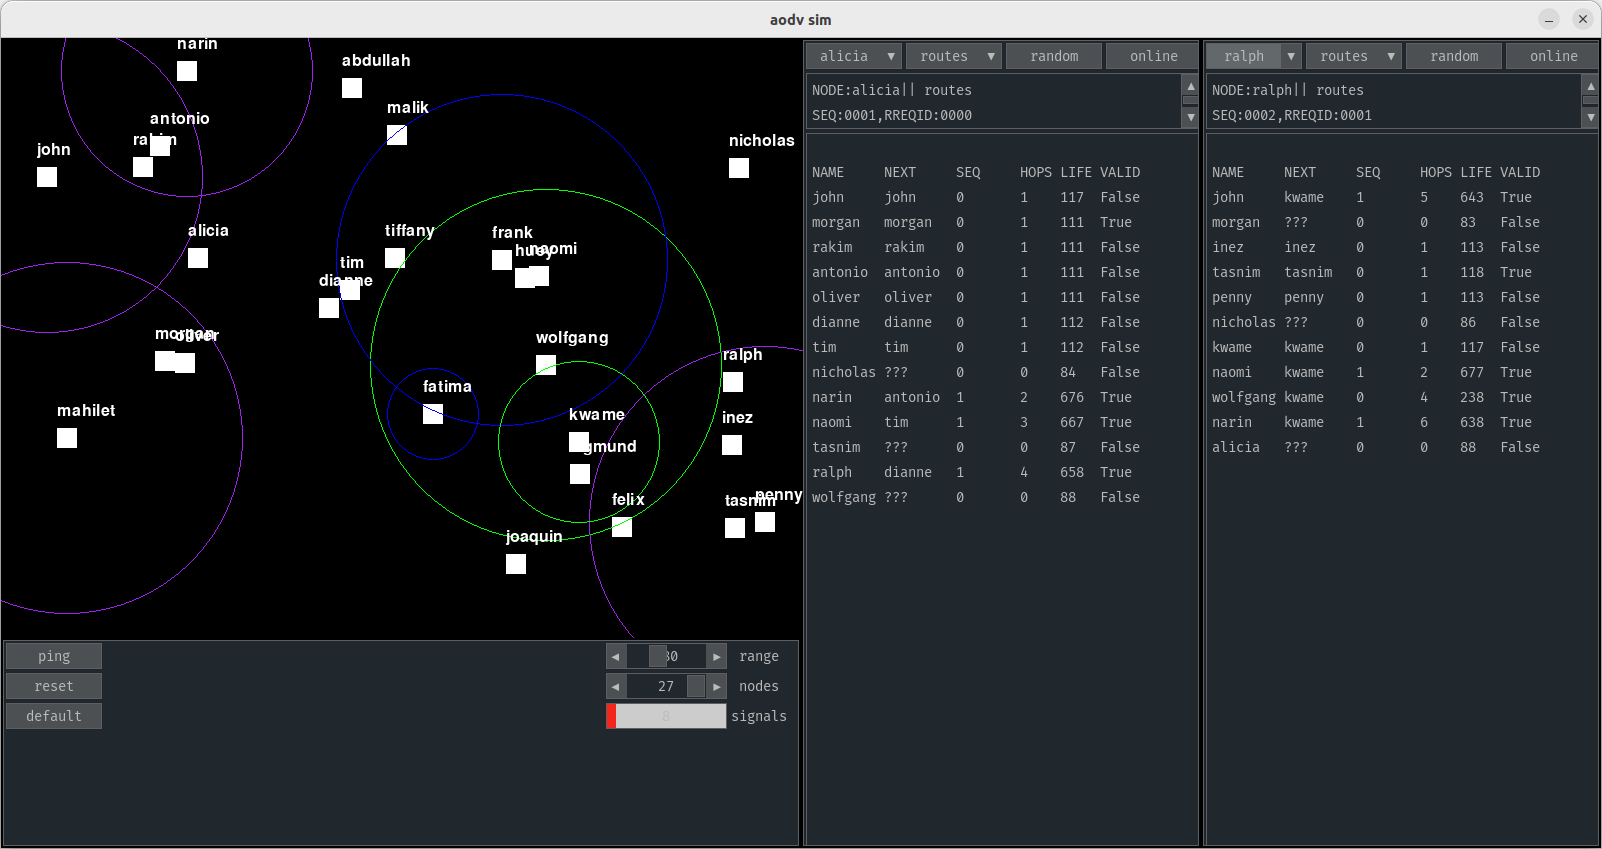 aodv sim
narin
abdullah
malik
antonio
nicholas
john
alicia
tiffany
frank
naomi
tim
dianne
wolfgang
ralph
fatima
mahilet
kwame
inez
felix
tasnim
penny
joaquin
ping
reset
default
range
27 nodes
8 signals
alicia ▼ routes ▼ random online
NODE:alicia|| routes
SEQ:0001,RREQID:0000
NAME NEXT SEQ HOPS LIFE VALID
john john 0 1 117 False
morgan morgan 0 1 111 True
rakim rakim 0 1 111 False
antonio antonio 0 1 111 False
oliver oliver 0 1 111 False
dianne dianne 0 1 112 False
tim tim 0 1 112 False
nicholas ??? 0 0 84 False
narin antonio 1 2 676 True
naomi tim 1 3 667 True
tasnim ??? 0 0 87 False
ralph dianne 1 4 658 True
wolfgang ??? 0 0 88 False
ralph ▼ routes ▼ random online
NODE:ralph|| routes
SEQ:0002,RREQID:0001
NAME NEXT SEQ HOPS LIFE VALID
john kwame 1 5 643 True
morgan ??? 0 0 83 False
inez inez 0 1 113 False
tasnim tasnim 0 1 118 True
penny penny 0 1 113 False
nicholas ??? 0 0 86 False
kwame kwame 0 1 117 False
naomi kwame 1 2 677 True
wolfgang kwame 0 4 238 True
narin kwame 1 6 638 True
alicia ??? 0 0 88 False